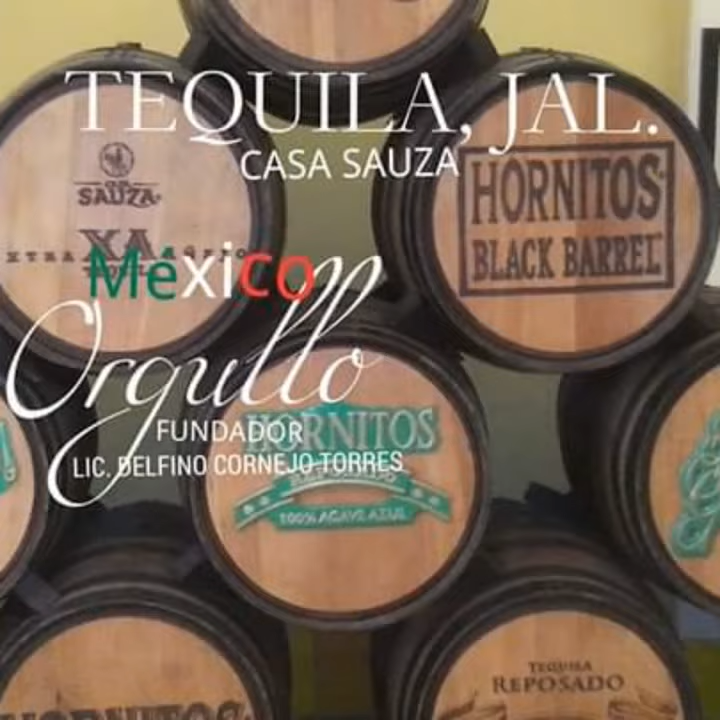 TEQUILA, JAL.
CASA SAUZA
SAUZA
XA
HORNITOS
BLACK BARREL
México
Orgullo
FUNDADOR
LIC. DELFINO CORNEJO TORRES
HORNITOS
REPOSADO
100% AGAVE AZUL
HORNITOS
TEQUILA
REPOSADO